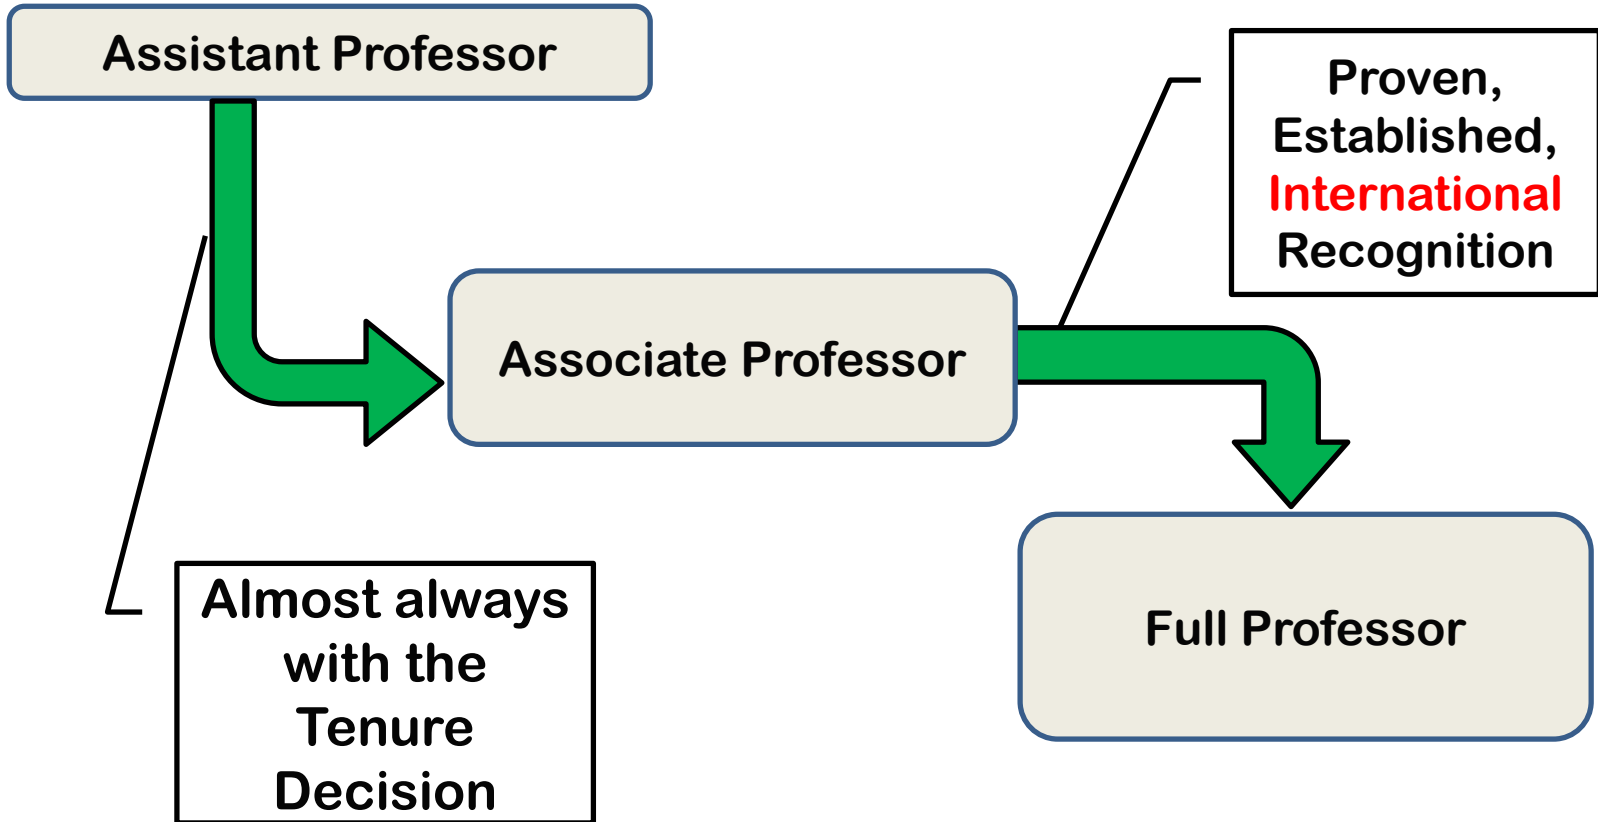 Assistant Professor
Proven,
Established,
International
Recognition
Associate Professor
Almost always
with the
Tenure
Decision
Full Professor